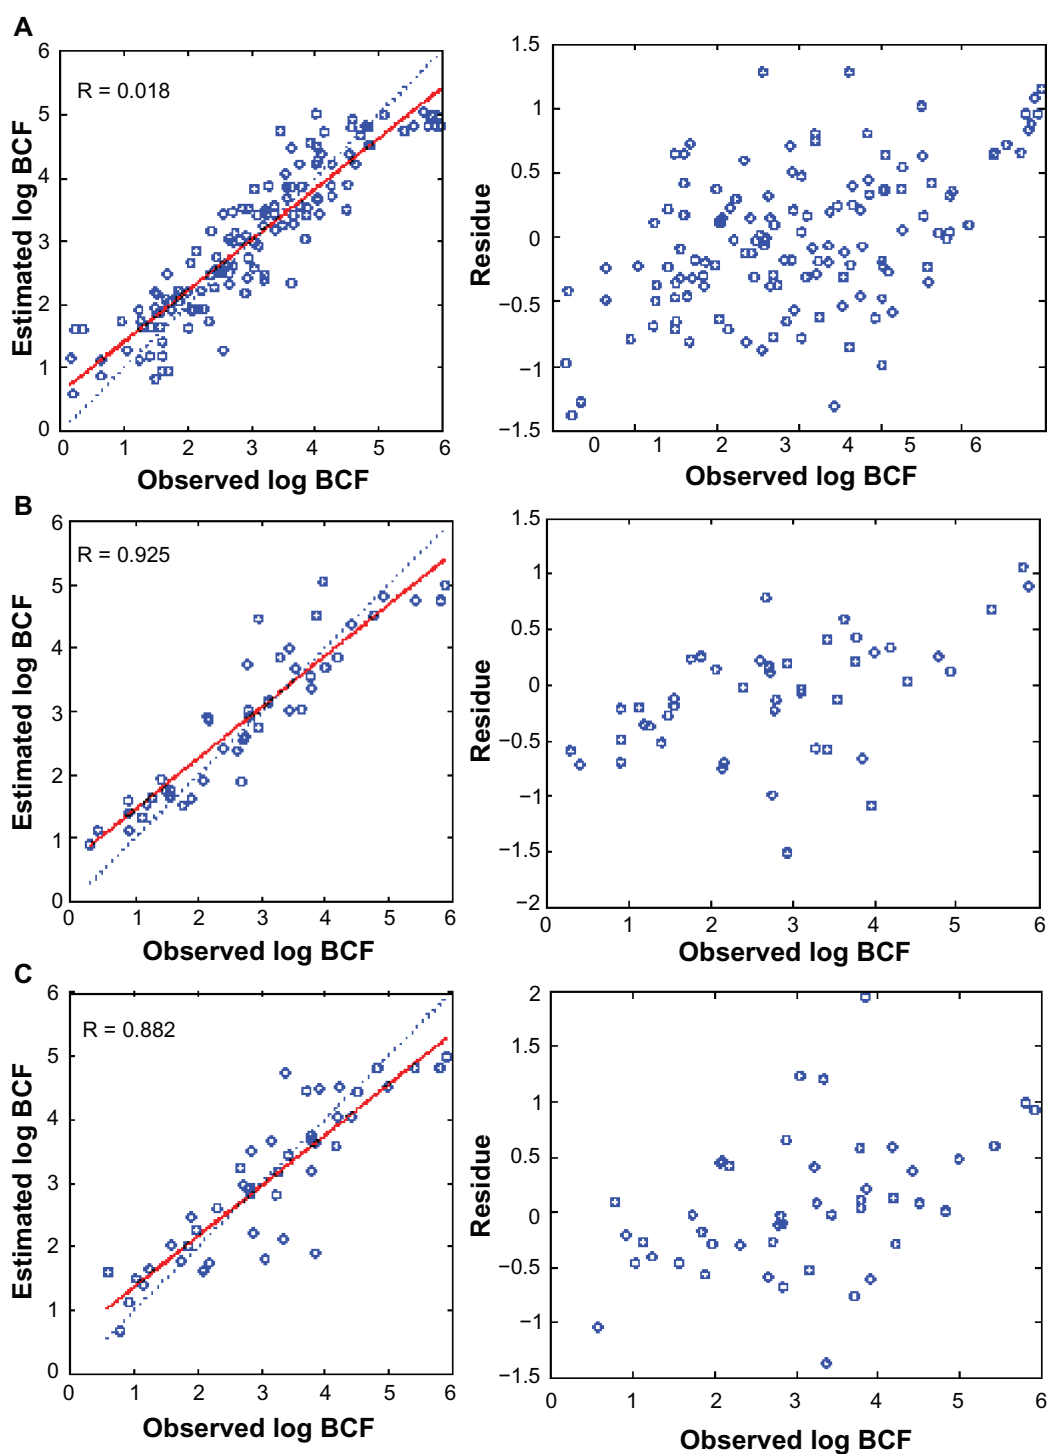 A
R = 0.018
Estimated log BCF
6
5
4
3
2
1
0
0 1 2 3 4 5 6
Observed log BCF
Residue
1.5
1
0.5
0
−0.5
−1
−1.5
0 1 2 3 4 5 6
Observed log BCF
B
R = 0.925
Estimated log BCF
6
5
4
3
2
1
0
0 1 2 3 4 5 6
Observed log BCF
Residue
1.5
1
0.5
0
−0.5
−1
−1.5
−2
0 1 2 3 4 5 6
Observed log BCF
C
R = 0.882
Estimated log BCF
6
5
4
3
2
1
0
0 1 2 3 4 5 6
Observed log BCF
Residue
2
1.5
1
0.5
0
−0.5
−1
−1.5
0 1 2 3 4 5 6
Observed log BCF